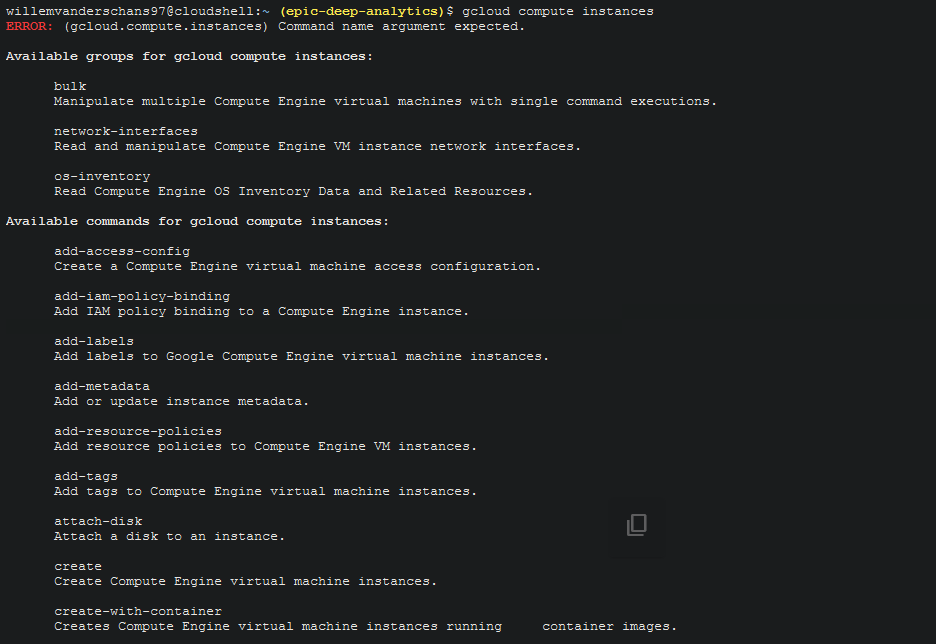 willemvanderschans97@cloudshell:~ (epic-deep-analytics)$ gcloud compute instances
ERROR: (gcloud.compute.instances) Command name argument expected.
Available groups for gcloud compute instances:
bulk
Manipulate multiple Compute Engine virtual machines with single command executions.
network-interfaces
Read and manipulate Compute Engine VM instance network interfaces.
os-inventory
Read Compute Engine OS Inventory Data and Related Resources.
Available commands for gcloud compute instances:
add-access-config
Create a Compute Engine virtual machine access configuration.
add-iam-policy-binding
Add IAM policy binding to a Compute Engine instance.
add-labels
Add labels to Google Compute Engine virtual machine instances.
add-metadata
Add or update instance metadata.
add-resource-policies
Add resource policies to Compute Engine VM instances.
add-tags
Add tags to Compute Engine virtual machine instances.
attach-disk
Attach a disk to an instance.
create
Create Compute Engine virtual machine instances.
create-with-container
Creates Compute Engine virtual machine instances running     container images.